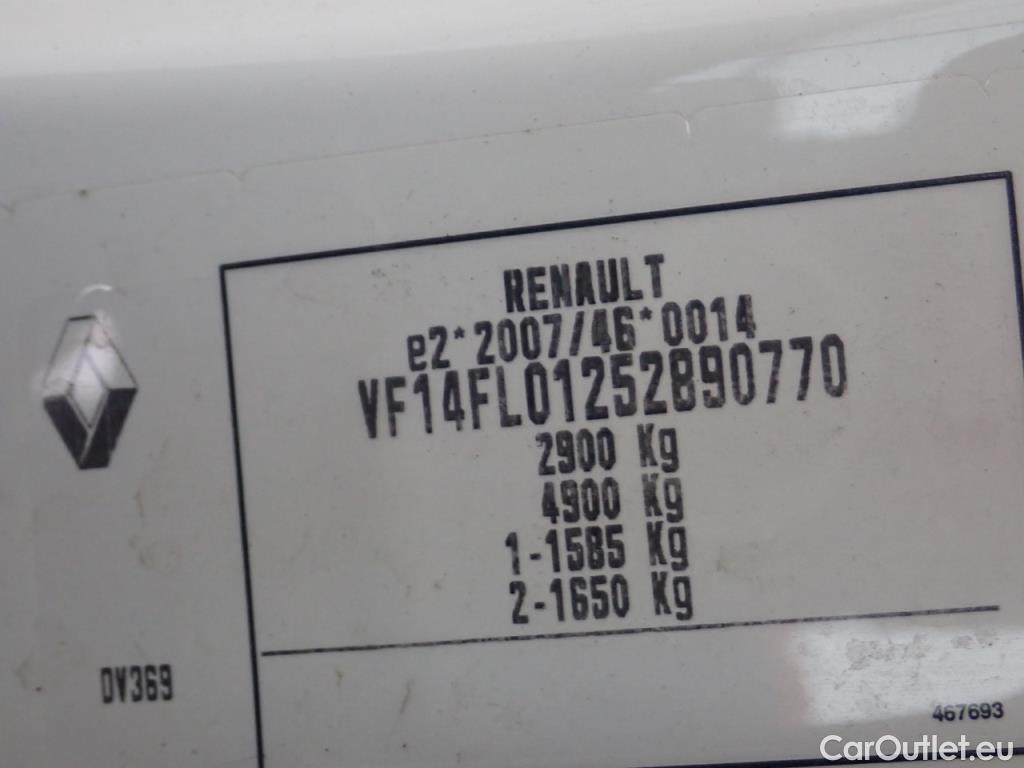 RENAULT
e2*2007/46*0014
VF14FL01252890770
2900 Kg
4900 Kg
1-1585 Kg
2-1650 Kg
DV369
467693
CarOutlet.eu